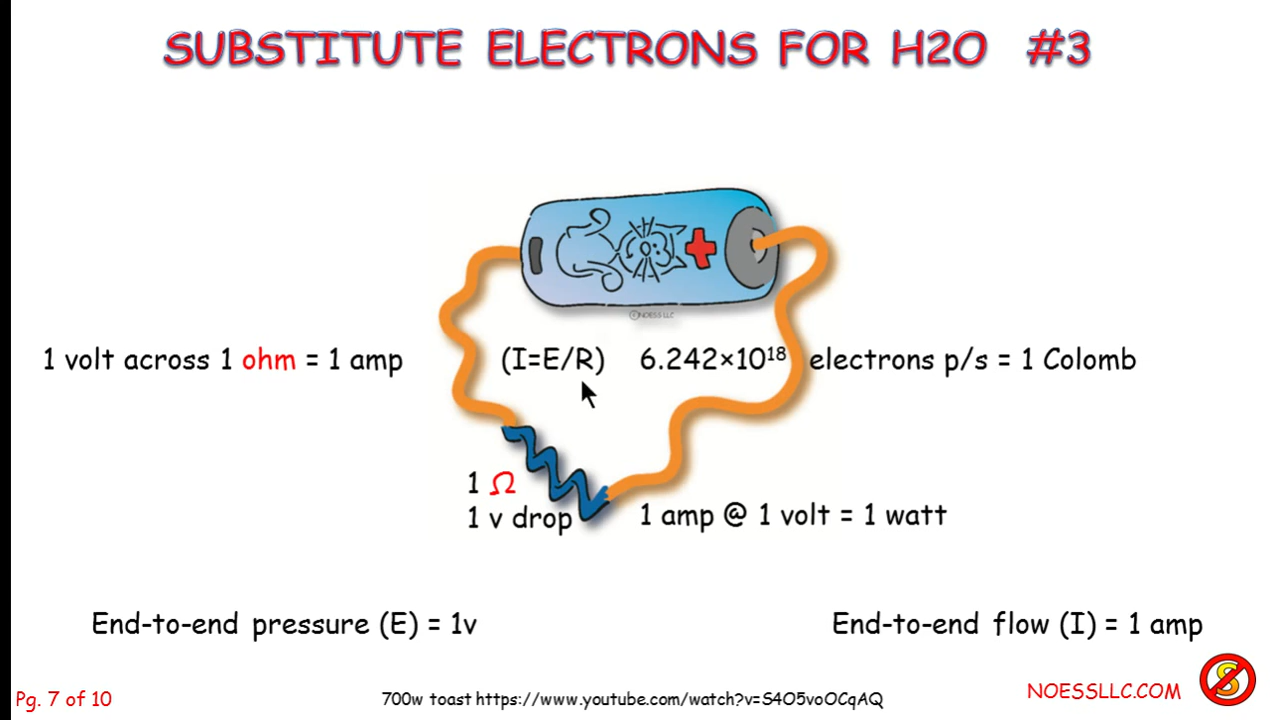 SUBSTITUTE ELECTRONS FOR H2O #3
©NOESS LLC
1 volt across 1 ohm = 1 amp
(I=E/R)
6.242×10¹⁸ electrons p/s = 1 Colomb
1 Ω
1 v drop
1 amp @ 1 volt = 1 watt
End-to-end pressure (E) = 1v
End-to-end flow (I) = 1 amp
Pg. 7 of 10
700w toast https://www.youtube.com/watch?v=S4O5voOCqAQ
NOESSLLC.COM
S